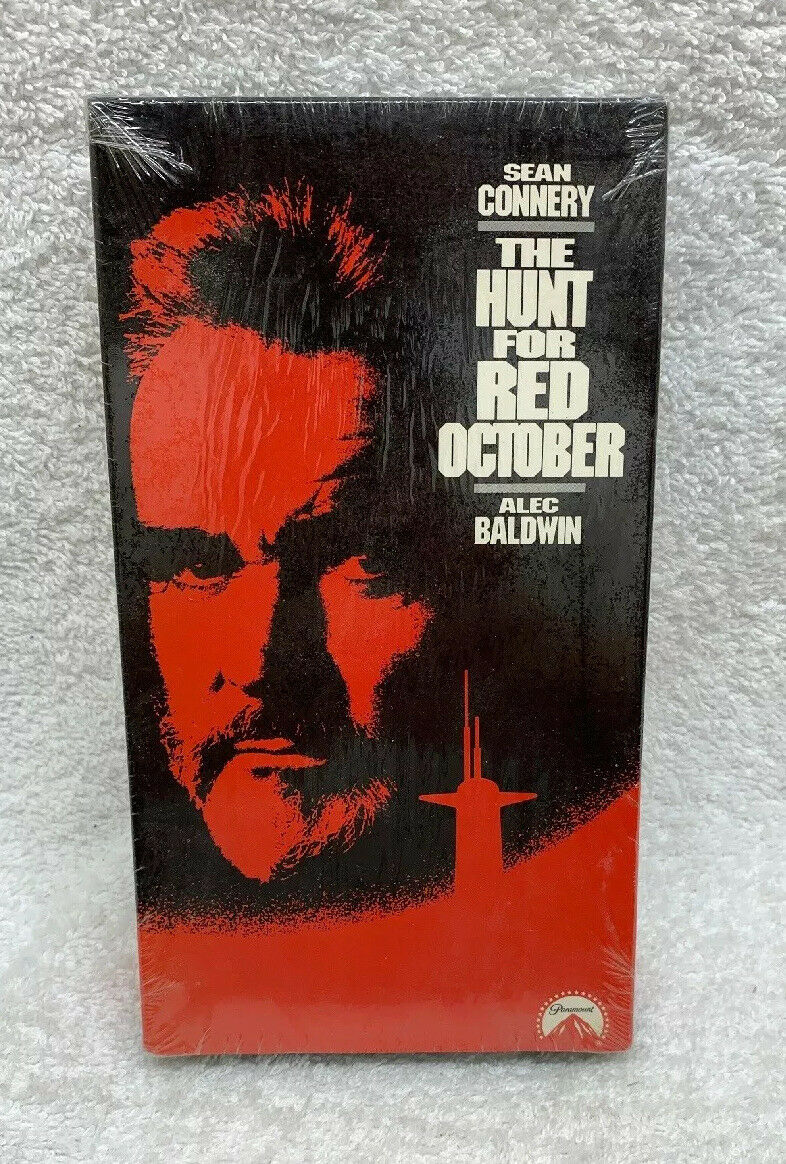 SEAN
CONNERY
THE
HUNT
FOR
RED
OCTOBER
ALEC
BALDWIN
Paramount